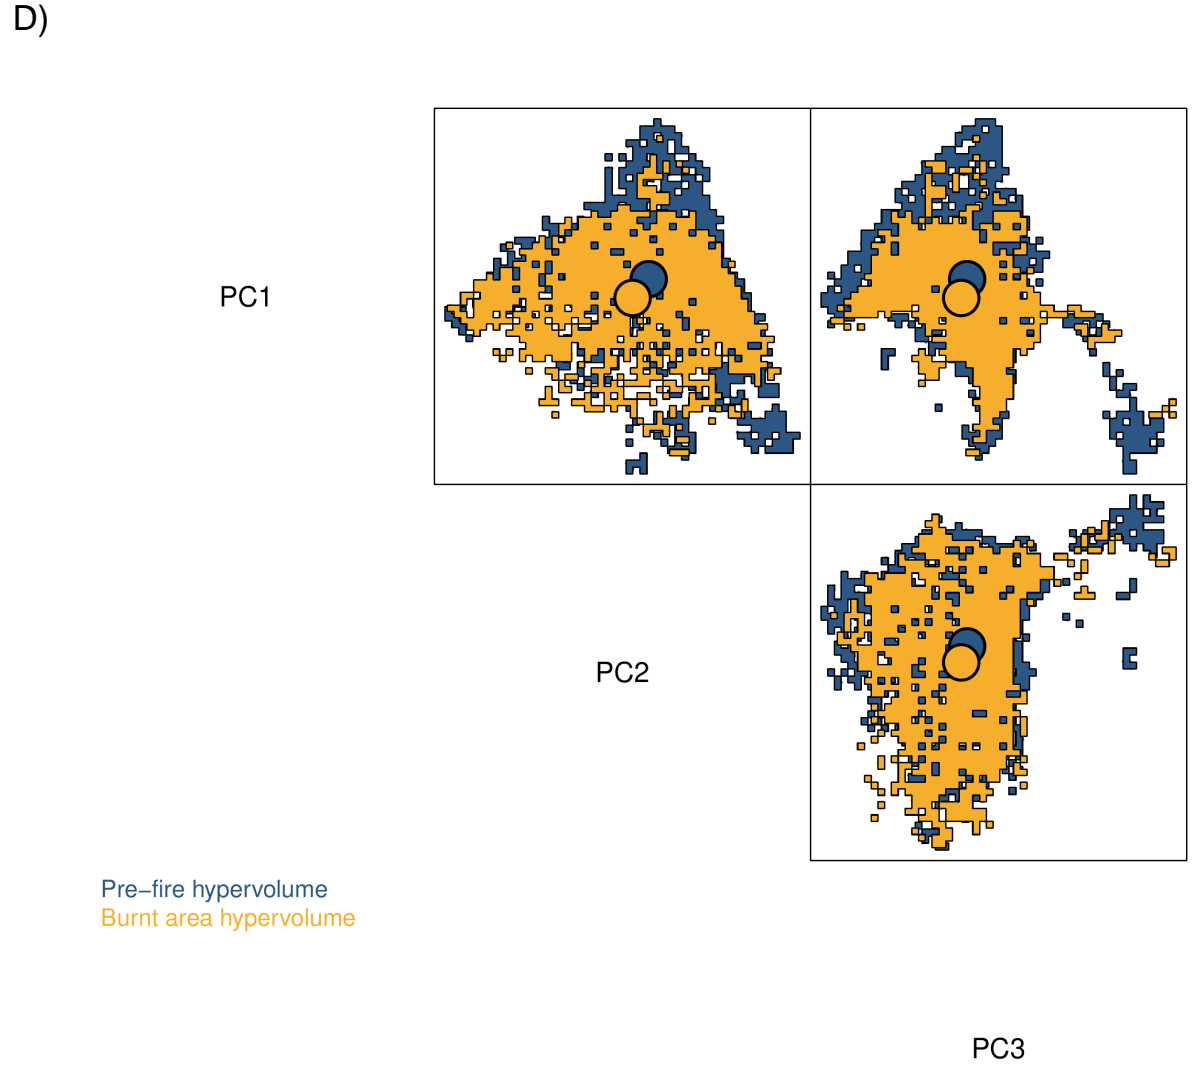 D)
PC1
PC2
Pre−fire hypervolume
Burnt area hypervolume
PC3